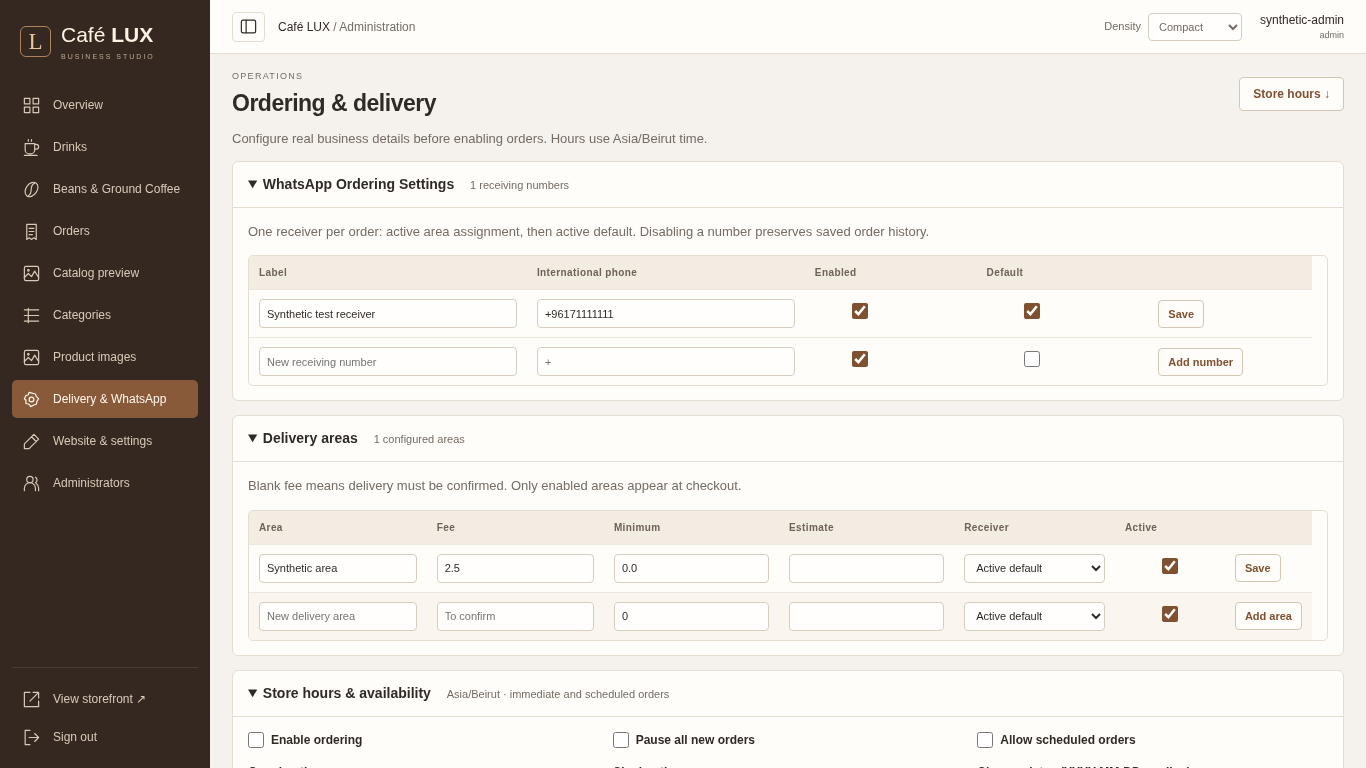 L
Café LUX
BUSINESS STUDIO
Overview
Drinks
Beans & Ground Coffee
Orders
Catalog preview
Categories
Product images
Delivery & WhatsApp
Website & settings
Administrators
View storefront ↗
Sign out
Café LUX / Administration
Density Compact
synthetic-admin
admin
OPERATIONS
Ordering & delivery
Store hours ↓
Configure real business details before enabling orders. Hours use Asia/Beirut time.
▼ WhatsApp Ordering Settings 1 receiving numbers
One receiver per order: active area assignment, then active default. Disabling a number preserves saved order history.
Label International phone Enabled Default
Synthetic test receiver +96171111111 Save
New receiving number + Add number
▼ Delivery areas 1 configured areas
Blank fee means delivery must be confirmed. Only enabled areas appear at checkout.
Area Fee Minimum Estimate Receiver Active
Synthetic area 2.5 0.0 Active default Save
New delivery area To confirm 0 Active default Add area
▼ Store hours & availability Asia/Beirut · immediate and scheduled orders
Enable ordering Pause all new orders Allow scheduled orders